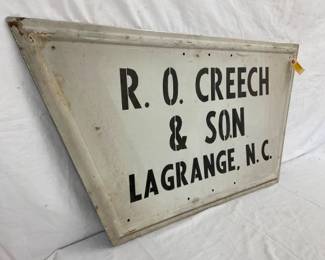 R. O. CREECH
& SON
LAGRANGE, N. C.